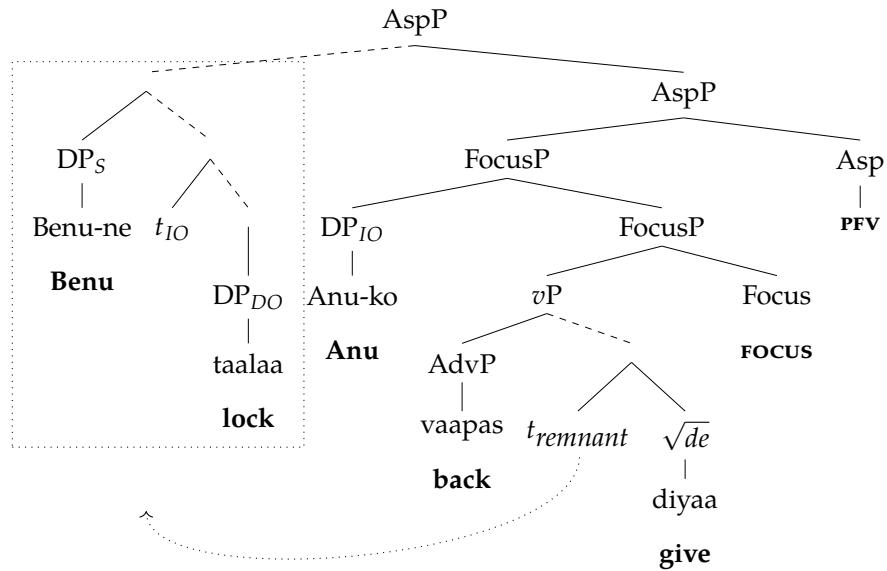 AspP
AspP
DP_S FocusP Asp
Benu-ne t_IO DP_IO FocusP PFV
Benu DP_DO Anu-ko vP Focus
taalaa Anu AdvP FOCUS
lock vaapas t_remnant √de
back diyaa
give